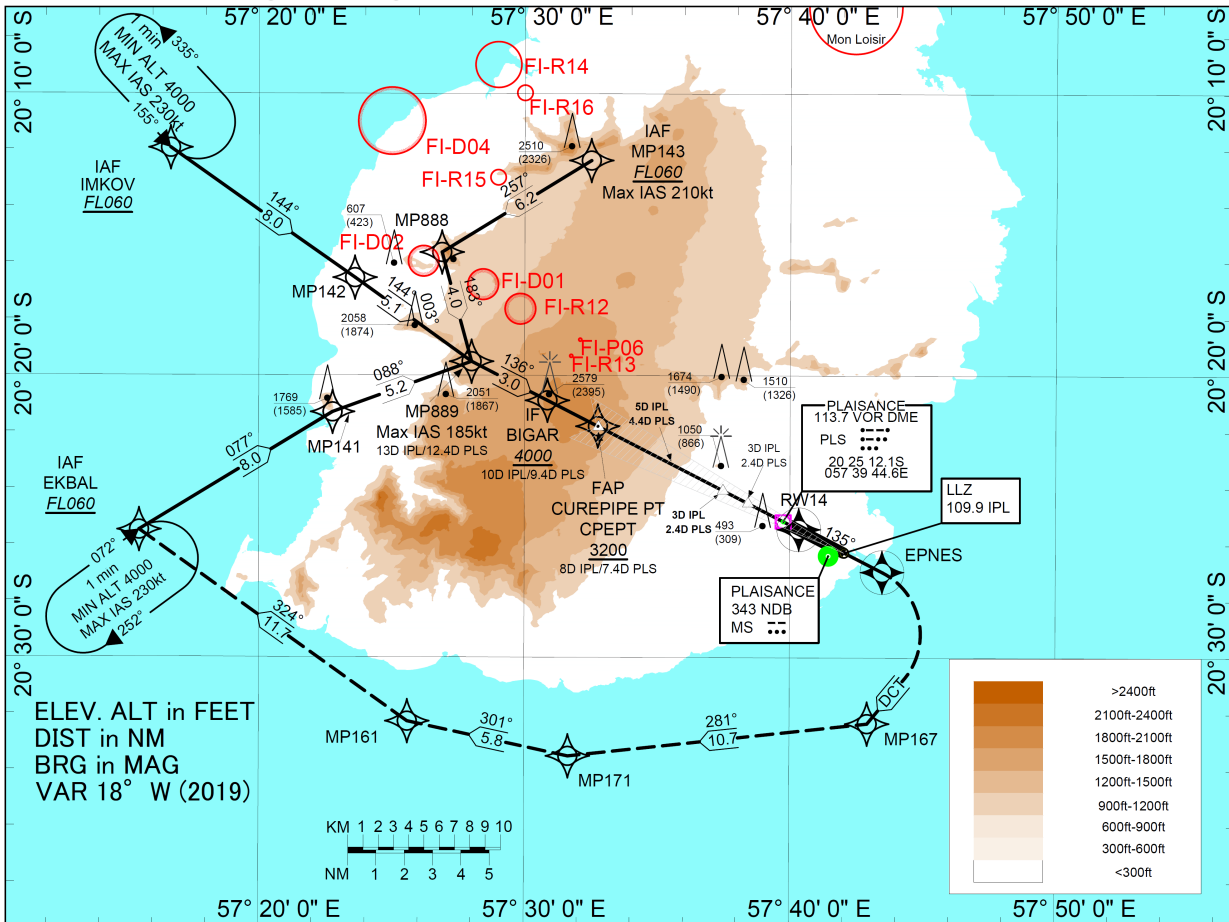 57° 20' 0" E
57° 30' 0" E
57° 40' 0" E
57° 50' 0" E
20° 10' 0" S
20° 10' 0" S
Mon Loisir
1 min
MIN ALT 4000
MAX IAS 230kt
335°
155°
FI-R14
FI-R16
FI-D04
FI-R15
2510
(2326)
IAF
MP143
FL060
Max IAS 210kt
257°
6.2
IAF
IMKOV
FL060
144°
8.0
607
(423)
MP888
FI-D02
FI-D01
FI-R12
MP142
144°
5.1
003°
183°
4.0
2058
(1874)
20° 20' 0" S
20° 20' 0" S
FI-P06
FI-R13
136°
3.0
2579
(2395)
1674
(1490)
1510
(1326)
088°
5.2
1769
(1585)
MP141
2051
(1867)
MP889
Max IAS 185kt
13D IPL/12.4D PLS
IF
BIGAR
4000
10D IPL/9.4D PLS
5D IPL
4.4D PLS
1050
(866)
3D IPL
2.4D PLS
PLAISANCE
113.7 VOR DME
PLS
20 25 12.1S
057 39 44.6E
077°
8.0
IAF
EKBAL
FL060
FAP
CUREPIPE PT
CPEPT
3200
8D IPL/7.4D PLS
3D IPL
2.4D PLS
493
(309)
RW14
LLZ
109.9 IPL
135°
EPNES
072°
1 min
MIN ALT 4000
MAX IAS 230kt
252°
PLAISANCE
343 NDB
MS
324°
11.7
20° 30' 0" S
20° 30' 0" S
DCT
MP161
301°
5.8
MP171
281°
10.7
MP167
ELEV. ALT in FEET
DIST in NM
BRG in MAG
VAR 18° W (2019)
KM 1 2 3 4 5 6 7 8 9 10
NM 1 2 3 4 5
>2400ft
2100ft-2400ft
1800ft-2100ft
1500ft-1800ft
1200ft-1500ft
900ft-1200ft
600ft-900ft
300ft-600ft
<300ft
57° 20' 0" E
57° 30' 0" E
57° 40' 0" E
57° 50' 0" E